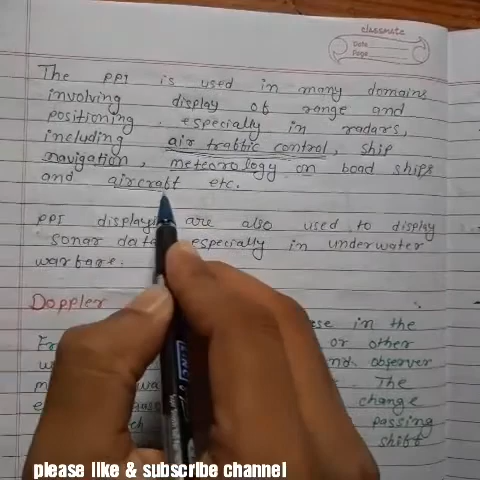 classmate
Date
Page
The PPI is used in many domains
involving display of range and
positioning. especially in radars,
including air traffic control, ship
navigation, meteorology on boad ships
and aircraft etc.
PPI displayin are also used to display
sonar data especially in underwater
warfare.
Doppler
in the
or other
observer
The
change
passing
shift
please like & subscribe channel